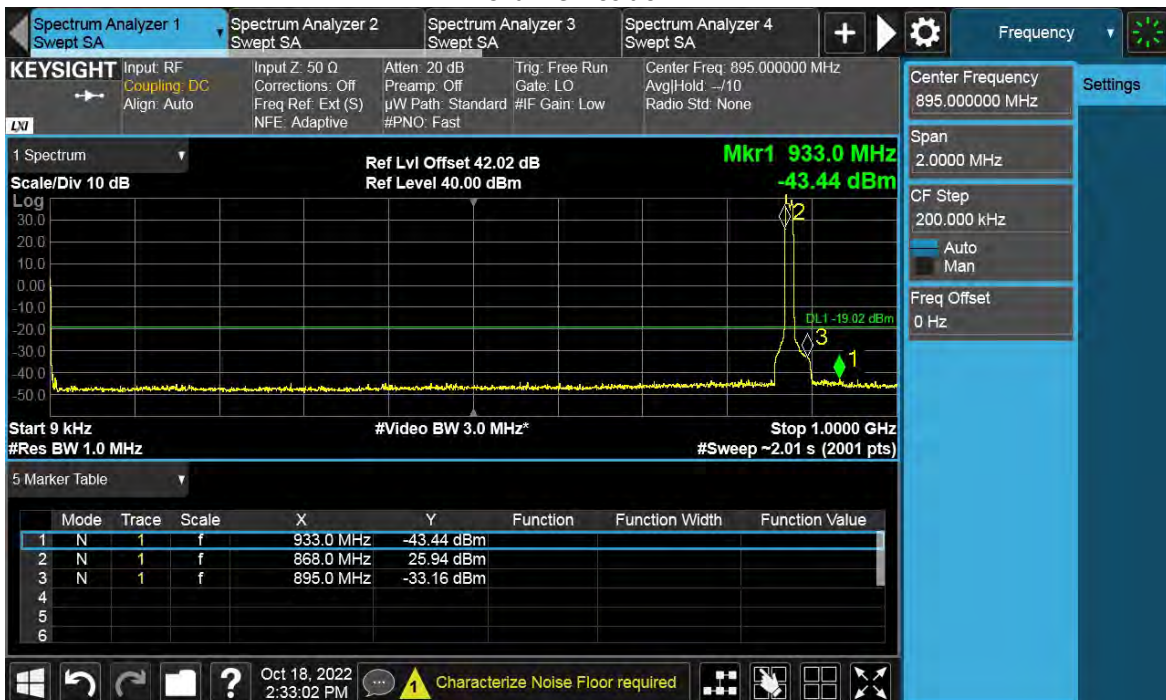 Spectrum Analyzer 1
Swept SA
Spectrum Analyzer 2
Swept SA
Spectrum Analyzer 3
Swept SA
Spectrum Analyzer 4
Swept SA
+
Frequency
KEYSIGHT
LXI
Input: RF
Coupling: DC
Align: Auto
Input Z: 50 Ω
Corrections: Off
Freq Ref: Ext (S)
NFE: Adaptive
Atten: 20 dB
Preamp: Off
µW Path: Standard
#PNO: Fast
Trig: Free Run
Gate: LO
#IF Gain: Low
Center Freq: 895.000000 MHz
Avg|Hold: --/10
Radio Std: None
Center Frequency
895.000000 MHz
Settings
Span
2.0000 MHz
CF Step
200.000 kHz
Auto
Man
Freq Offset
0 Hz
1 Spectrum
Scale/Div 10 dB
Ref Lvl Offset 42.02 dB
Ref Level 40.00 dBm
Mkr1 933.0 MHz
-43.44 dBm
Log
30.0
20.0
10.0
0.00
-10.0
-20.0
-30.0
-40.0
-50.0
2
DL1 -19.02 dBm
3
1
Start 9 kHz
#Res BW 1.0 MHz
#Video BW 3.0 MHz*
Stop 1.0000 GHz
#Sweep ~2.01 s (2001 pts)
5 Marker Table
Mode Trace Scale X Y Function Function Width Function Value
1 N 1 f 933.0 MHz -43.44 dBm
2 N 1 f 868.0 MHz 25.94 dBm
3 N 1 f 895.0 MHz -33.16 dBm
4
5
6
?
Oct 18, 2022
2:33:02 PM
1
Characterize Noise Floor required